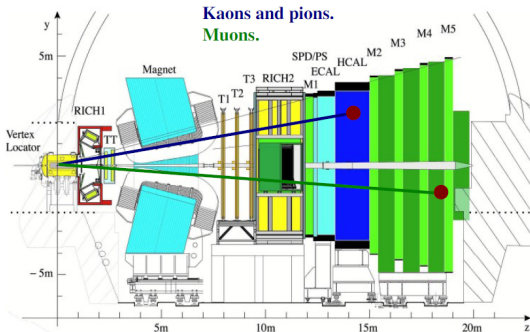 Kaons and pions.
Muons.
y
5m
Magnet
T1
T2
T3
RICH2
SPD/PS
M1
ECAL
HCAL
M2
M3
M4
M5
RICH1
TT
Vertex
Locator
-5m
5m
10m
15m
20m
z